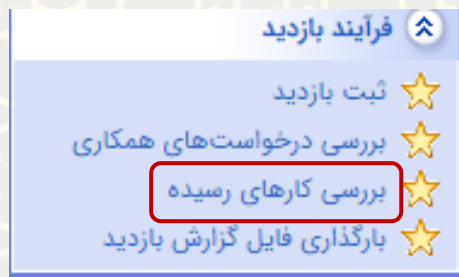 فرآیند بازدید
ثبت بازدید
بررسی درخواست‌های همکاری
بررسی کارهای رسیده
بارگذاری فایل گزارش بازدید